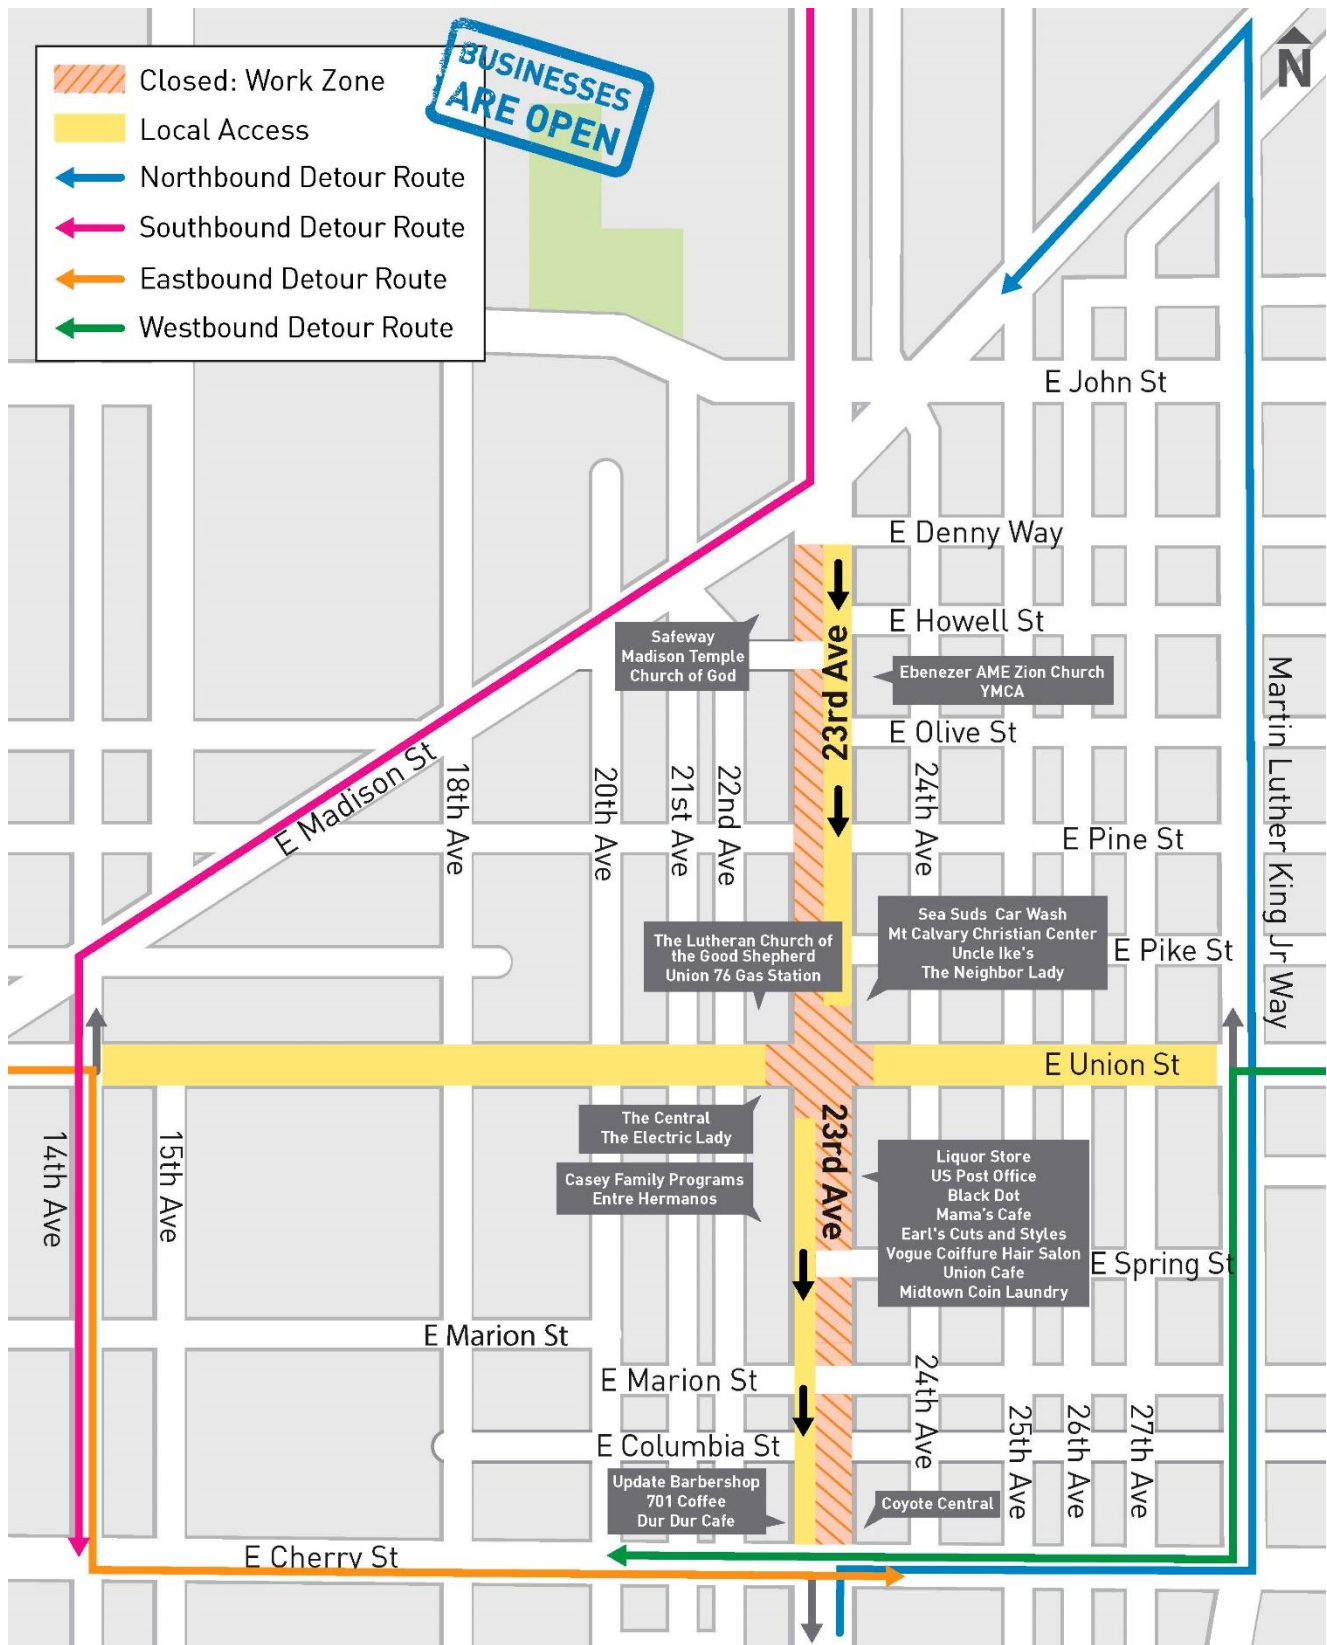 BUSINESSES
ARE OPEN
N
Closed: Work Zone
Local Access
Northbound Detour Route
Southbound Detour Route
Eastbound Detour Route
Westbound Detour Route
E John St
E Denny Way
E Howell St
Safeway
Madison Temple
Church of God
23rd Ave
Ebenezer AME Zion Church
YMCA
E Olive St
Martin Luther King Jr Way
E Madison St
18th Ave
20th Ave
21st Ave
22nd Ave
24th Ave
E Pine St
Sea Suds Car Wash
Mt Calvary Christian Center
Uncle Ike's
The Neighbor Lady
The Lutheran Church of
the Good Shepherd
Union 76 Gas Station
E Pike St
E Union St
14th Ave
15th Ave
The Central
The Electric Lady
23rd Ave
Casey Family Programs
Entre Hermanos
Liquor Store
US Post Office
Black Dot
Mama's Cafe
Earl's Cuts and Styles
Vogue Coiffure Hair Salon
Union Cafe
Midtown Coin Laundry
E Spring St
E Marion St
E Marion St
24th Ave
25th Ave
26th Ave
27th Ave
E Columbia St
Update Barbershop
701 Coffee
Dur Dur Cafe
Coyote Central
E Cherry St